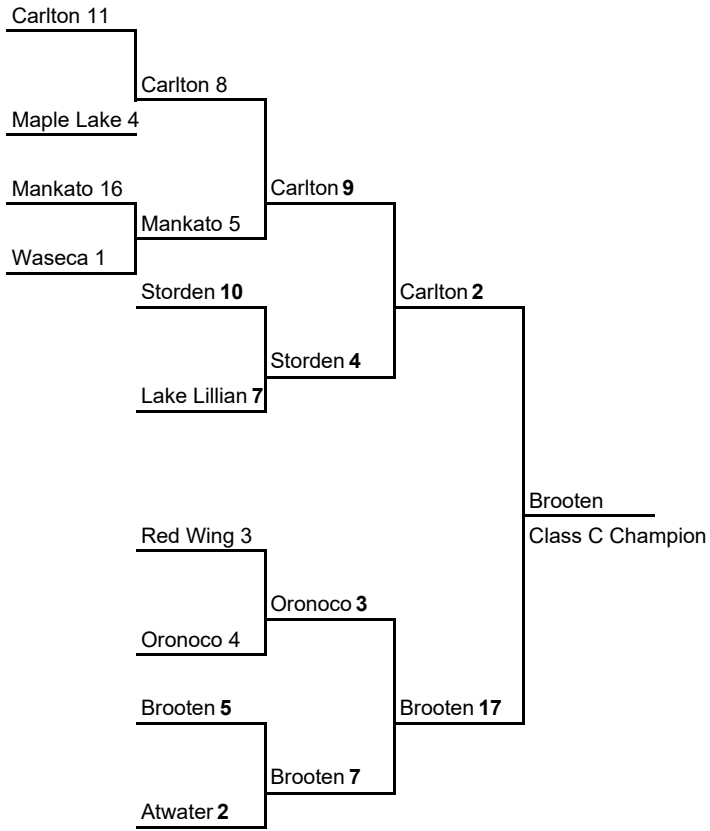 Carlton 11
Carlton 8
Maple Lake 4
Mankato 16
Carlton 9
Mankato 5
Waseca 1
Storden 10
Carlton 2
Storden 4
Lake Lillian 7
Brooten
Class C Champion
Red Wing 3
Oronoco 3
Oronoco 4
Brooten 5
Brooten 17
Brooten 7
Atwater 2